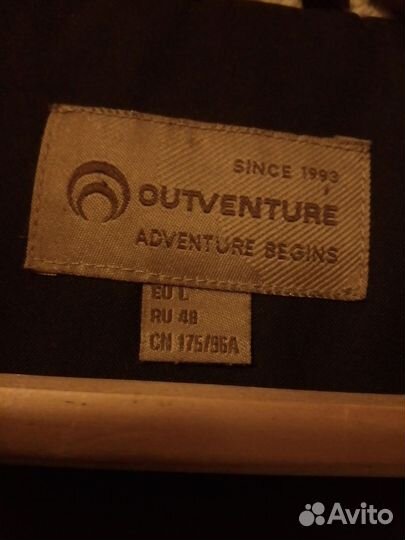 SINCE 1993
OUTVENTURE
ADVENTURE BEGINS
EU L
RU 48
CN 175/96A
Avito